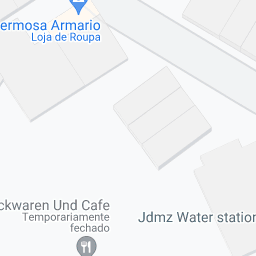 ermosa Armario
Loja de Roupa
ckwaren Und Cafe
Temporariamente
fechado
Jdmz Water station